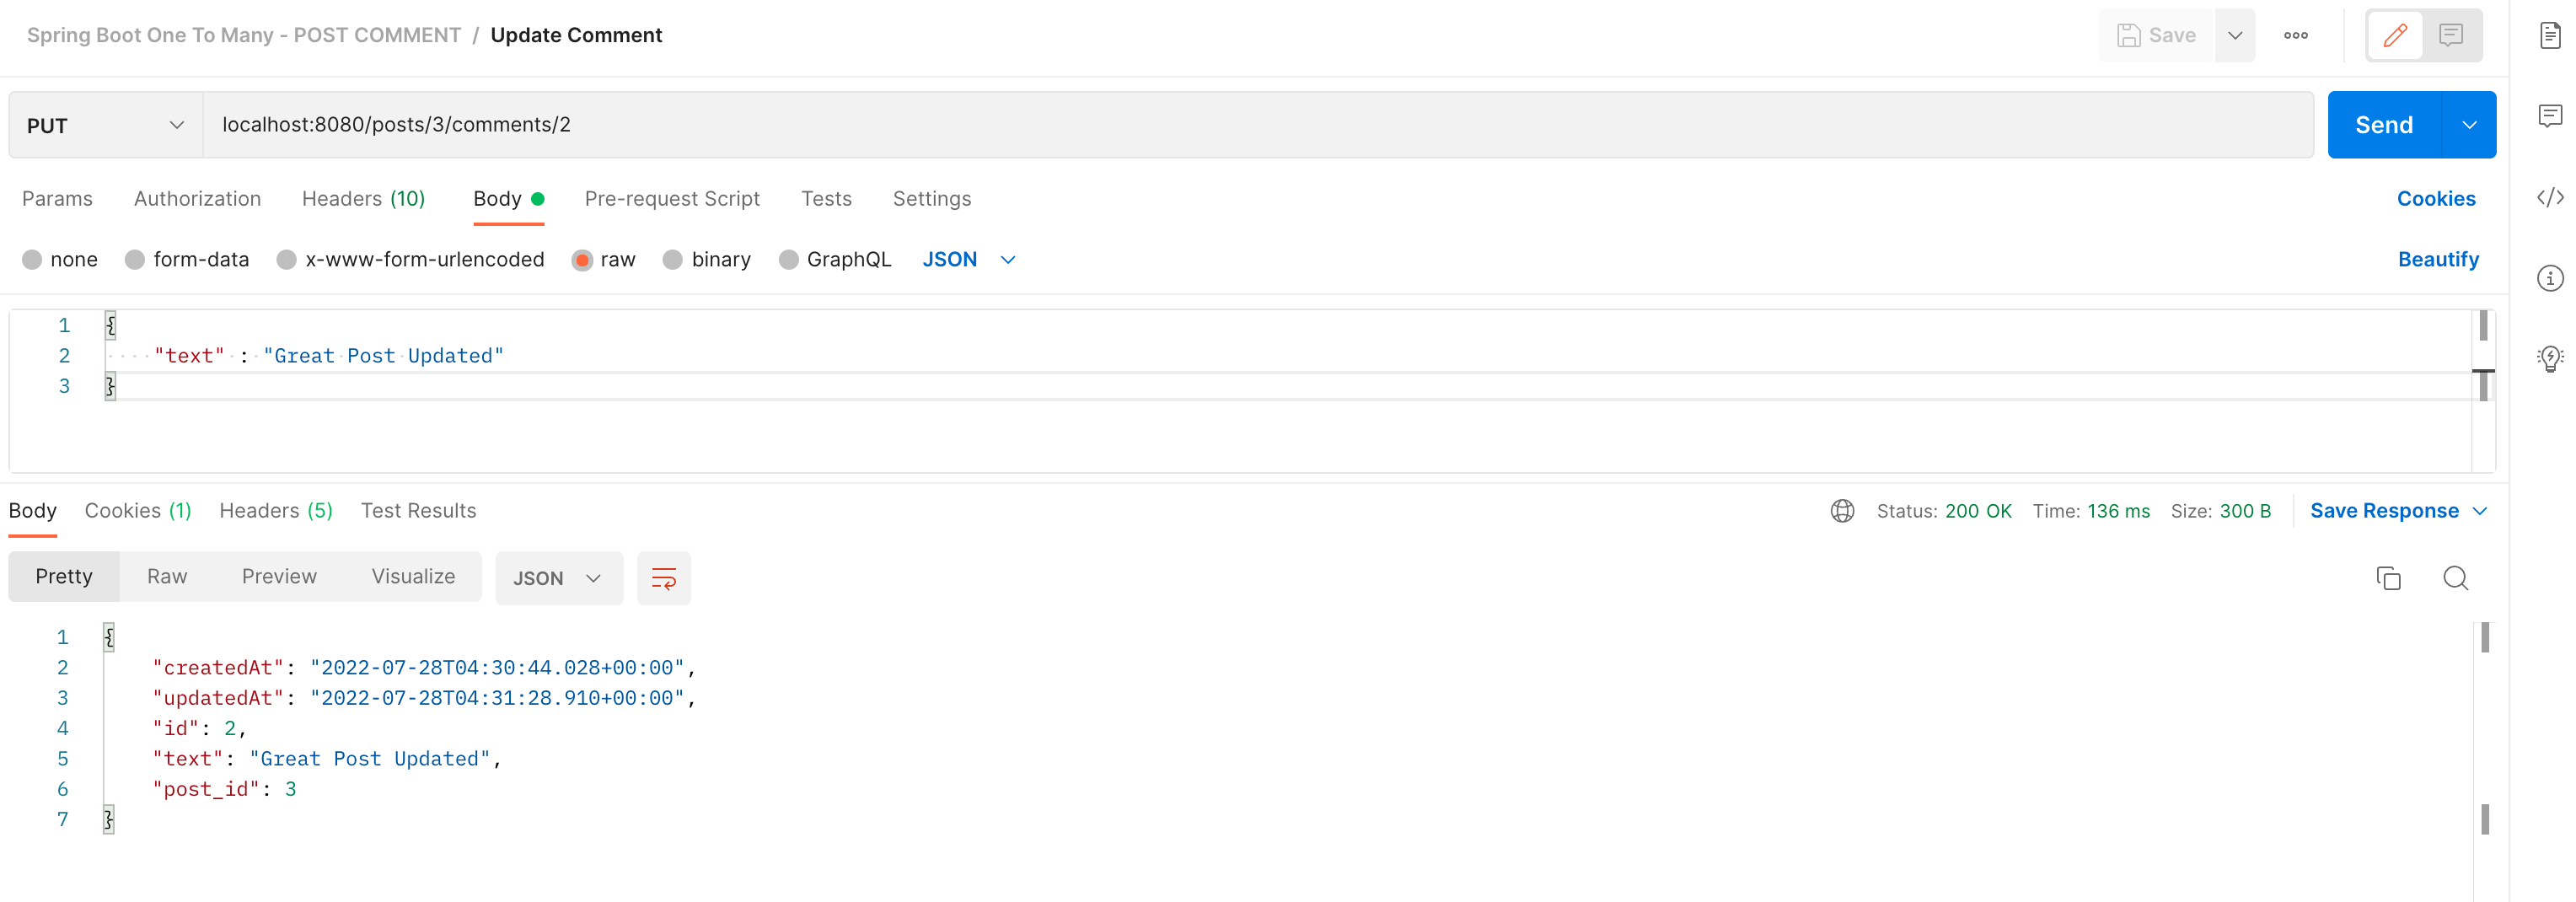 Spring Boot One To Many - POST COMMENT / Update Comment
Save
PUT
localhost:8080/posts/3/comments/2
Send
Params Authorization Headers (10) Body Pre-request Script Tests Settings Cookies
none form-data x-www-form-urlencoded raw binary GraphQL JSON Beautify
1 {
2 "text" : "Great Post Updated"
3 }
Body Cookies (1) Headers (5) Test Results Status: 200 OK Time: 136 ms Size: 300 B Save Response
Pretty Raw Preview Visualize JSON
1 {
2 "createdAt": "2022-07-28T04:30:44.028+00:00",
3 "updatedAt": "2022-07-28T04:31:28.910+00:00",
4 "id": 2,
5 "text": "Great Post Updated",
6 "post_id": 3
7 }